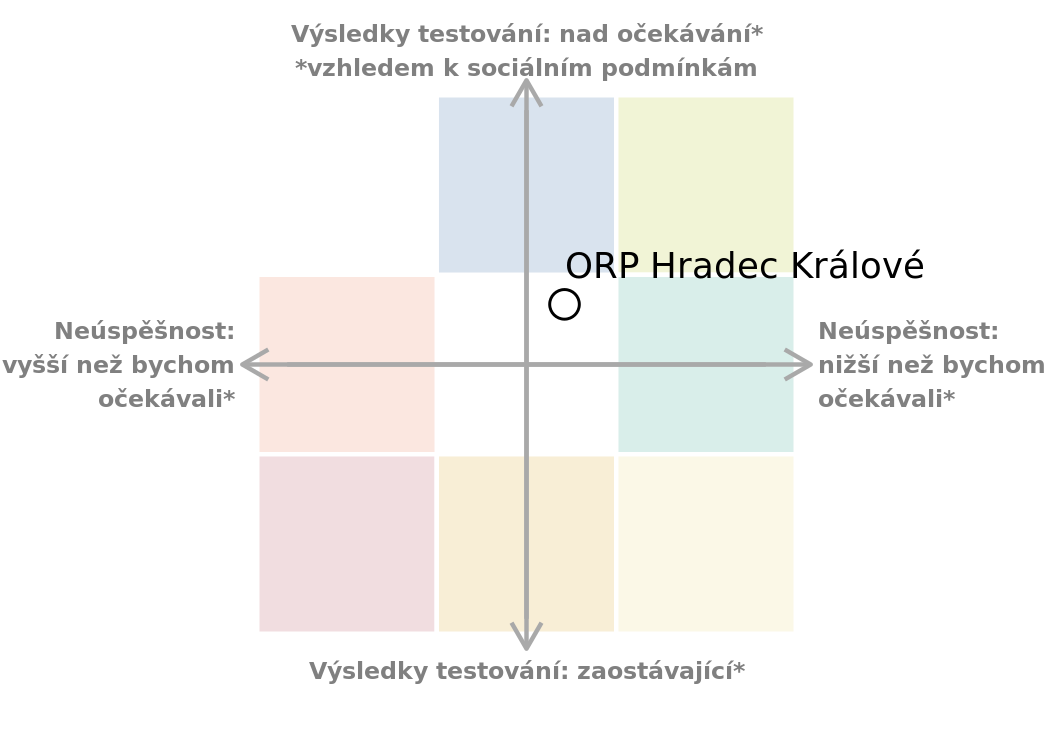 Výsledky testování: nad očekávání*
*vzhledem k sociálním podmínkám
ORP Hradec Králové
Neúspěšnost:
vyšší než bychom
očekávali*
Neúspěšnost:
nižší než bychom
očekávali*
Výsledky testování: zaostávající*